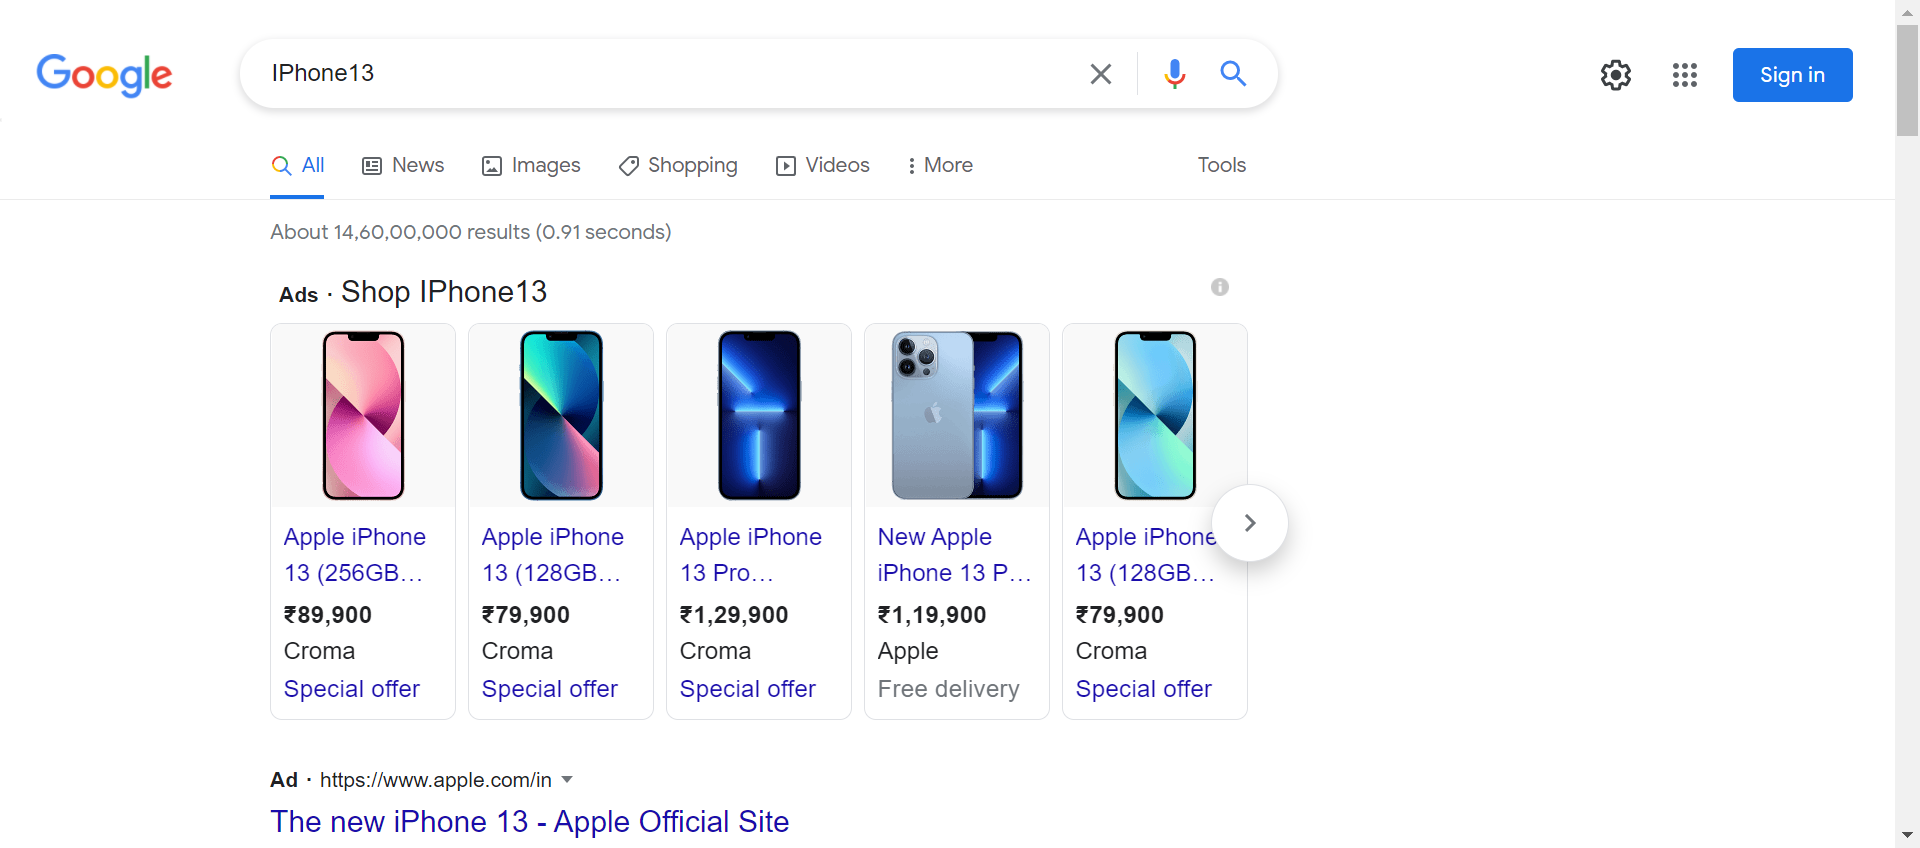 Google
IPhone13
Sign in
All
News
Images
Shopping
Videos
More
Tools
About 14,60,00,000 results (0.91 seconds)
Ads · Shop IPhone13
Apple iPhone
13 (256GB...
₹89,900
Croma
Special offer
Apple iPhone
13 (128GB...
₹79,900
Croma
Special offer
Apple iPhone
13 Pro...
₹1,29,900
Croma
Special offer
New Apple
iPhone 13 P...
₹1,19,900
Apple
Free delivery
Apple iPhone
13 (128GB...
₹79,900
Croma
Special offer
Ad · https://www.apple.com/in
The new iPhone 13 - Apple Official Site